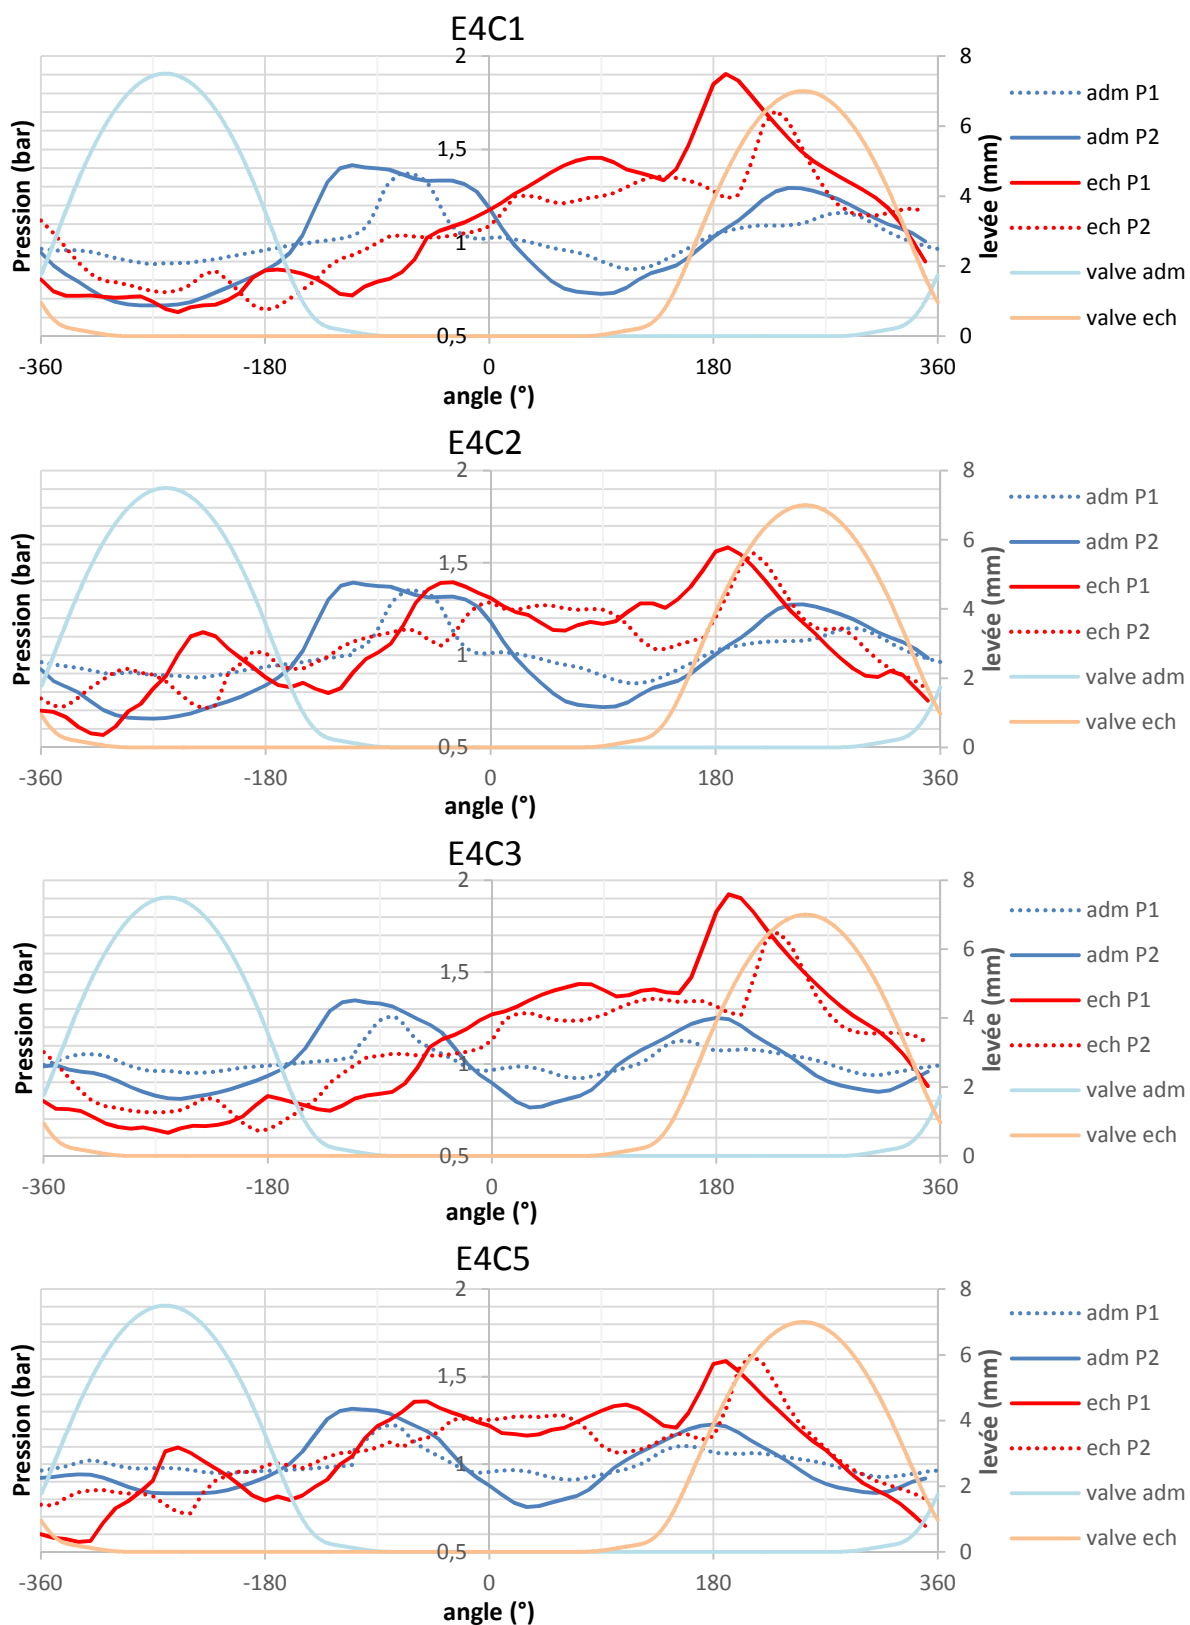 E4C1
Pression (bar)
2
1,5
1
0,5
8
6
4
2
0
levée (mm)
-360
-180
0
180
360
angle (°)
adm P1
adm P2
ech P1
ech P2
valve adm
valve ech
E4C2
Pression (bar)
2
1,5
1
0,5
8
6
4
2
0
levée (mm)
-360
-180
0
180
360
angle (°)
adm P1
adm P2
ech P1
ech P2
valve adm
valve ech
E4C3
Pression (bar)
2
1,5
1
0,5
8
6
4
2
0
levée (mm)
-360
-180
0
180
360
angle (°)
adm P1
adm P2
ech P1
ech P2
valve adm
valve ech
E4C5
Pression (bar)
2
1,5
1
0,5
8
6
4
2
0
levée (mm)
-360
-180
0
180
360
angle (°)
adm P1
adm P2
ech P1
ech P2
valve adm
valve ech